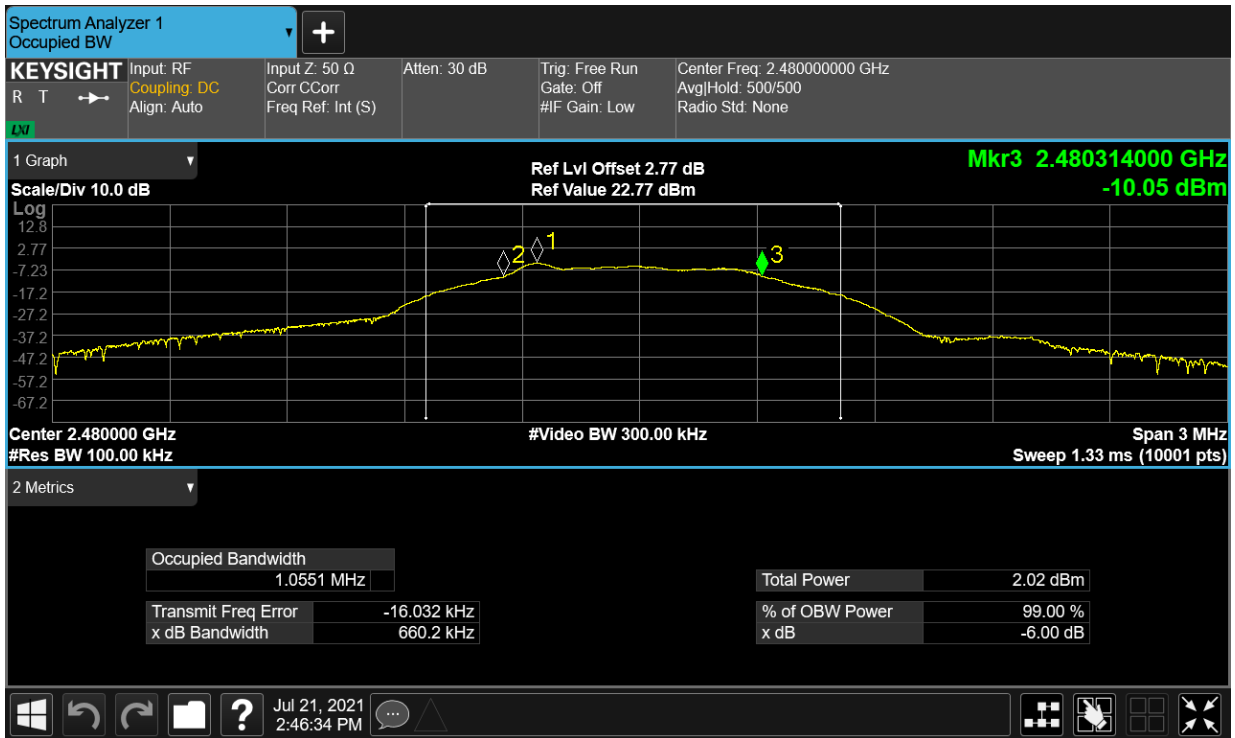 Spectrum Analyzer 1
Occupied BW
▼
+
KEYSIGHT
R T
LXI
Input: RF
Coupling: DC
Align: Auto
Input Z: 50 Ω
Corr CCorr
Freq Ref: Int (S)
Atten: 30 dB
Trig: Free Run
Gate: Off
#IF Gain: Low
Center Freq: 2.480000000 GHz
Avg|Hold: 500/500
Radio Std: None
1 Graph ▼
Scale/Div 10.0 dB
Ref Lvl Offset 2.77 dB
Ref Value 22.77 dBm
Mkr3 2.480314000 GHz
-10.05 dBm
Log
12.8
2.77
-7.23
-17.2
-27.2
-37.2
-47.2
-57.2
-67.2
2
1
3
Center 2.480000 GHz
#Video BW 300.00 kHz
Span 3 MHz
#Res BW 100.00 kHz
Sweep 1.33 ms (10001 pts)
2 Metrics ▼
Occupied Bandwidth
1.0551 MHz
Transmit Freq Error -16.032 kHz
x dB Bandwidth 660.2 kHz
Total Power 2.02 dBm
% of OBW Power 99.00 %
x dB -6.00 dB
?
Jul 21, 2021
2:46:34 PM